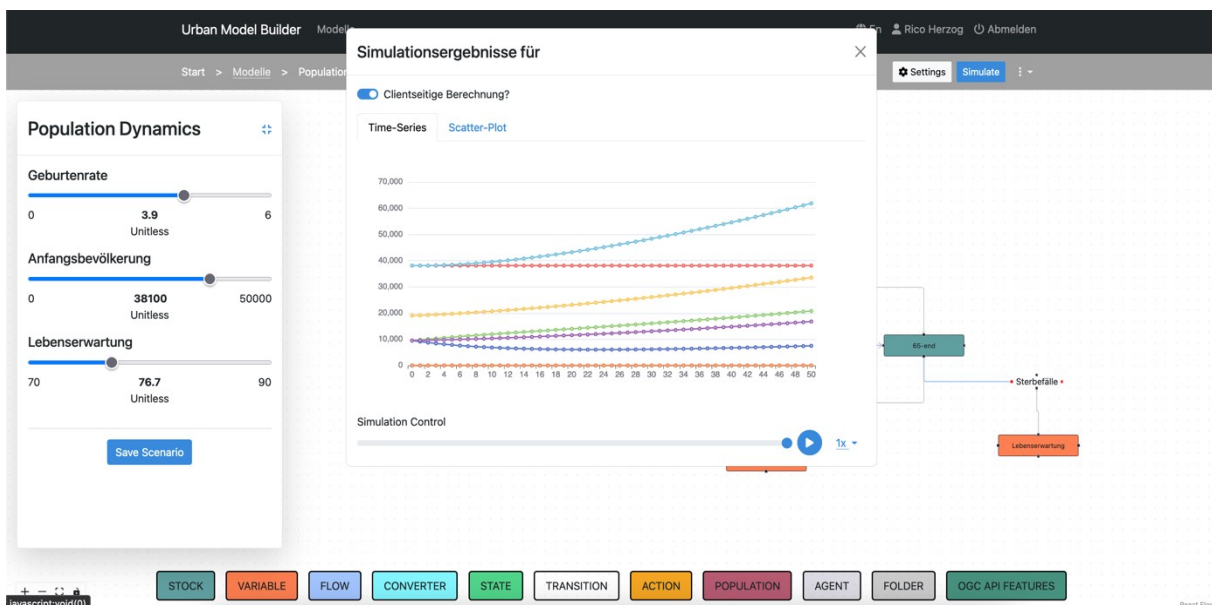 Urban Model Builder Modelle
En Rico Herzog Abmelden
Start > Modelle > Population
Settings Simulate
Simulationsergebnisse für
Clientseitige Berechnung?
Time-Series Scatter-Plot
70,000
60,000
50,000
40,000
30,000
20,000
10,000
0
0 2 4 6 8 10 12 14 16 18 20 22 24 26 28 30 32 34 36 38 40 42 44 46 48 50
Simulation Control
1x
Population Dynamics
Geburtenrate
0 3.9 6
Unitless
Anfangsbevölkerung
0 38100 50000
Unitless
Lebenserwartung
70 76.7 90
Unitless
Save Scenario
65-end
Sterbefälle
Lebenserwartung
STOCK VARIABLE FLOW CONVERTER STATE TRANSITION ACTION POPULATION AGENT FOLDER OGC API FEATURES
javascript:void(0)
React Flow